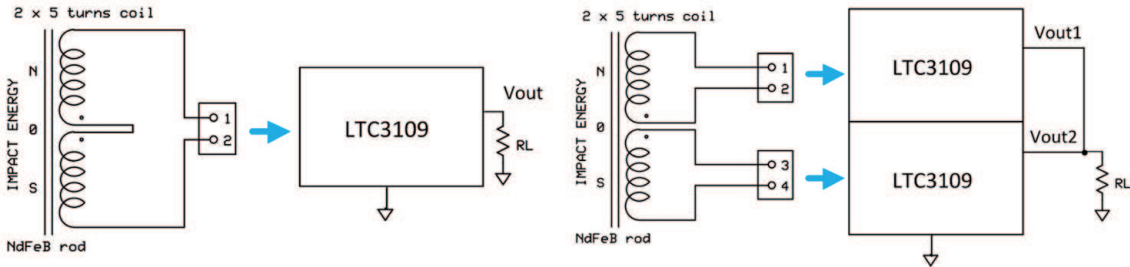 2 x 5 turns coil
IMPACT ENERGY
N
0
S
1
2
LTC3109
Vout
RL
NdFeB rod
2 x 5 turns coil
IMPACT ENERGY
N
0
S
1
2
3
4
LTC3109
Vout1
LTC3109
Vout2
RL
NdFeB rod